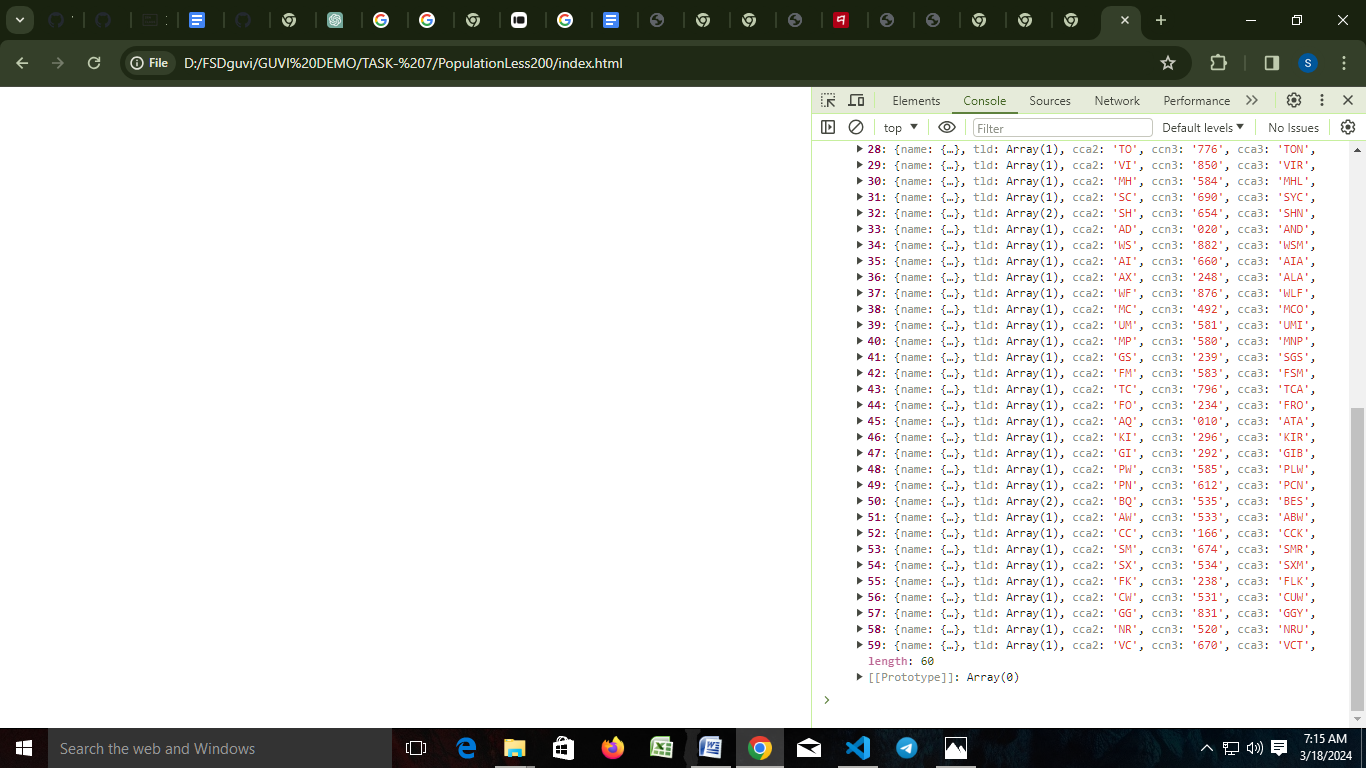 File D:/FSDguvi/GUVI%20DEMO/TASK-%207/PopulationLess200/index.html S
Elements Console Sources Network Performance
top Filter Default levels No Issues
28: {name: {…}, tld: Array(1), cca2: 'TO', ccn3: '776', cca3: 'TON',
29: {name: {…}, tld: Array(1), cca2: 'VI', ccn3: '850', cca3: 'VIR',
30: {name: {…}, tld: Array(1), cca2: 'MH', ccn3: '584', cca3: 'MHL',
31: {name: {…}, tld: Array(1), cca2: 'SC', ccn3: '690', cca3: 'SYC',
32: {name: {…}, tld: Array(2), cca2: 'SH', ccn3: '654', cca3: 'SHN',
33: {name: {…}, tld: Array(1), cca2: 'AD', ccn3: '020', cca3: 'AND',
34: {name: {…}, tld: Array(1), cca2: 'WS', ccn3: '882', cca3: 'WSM',
35: {name: {…}, tld: Array(1), cca2: 'AI', ccn3: '660', cca3: 'AIA',
36: {name: {…}, tld: Array(1), cca2: 'AX', ccn3: '248', cca3: 'ALA',
37: {name: {…}, tld: Array(1), cca2: 'WF', ccn3: '876', cca3: 'WLF',
38: {name: {…}, tld: Array(1), cca2: 'MC', ccn3: '492', cca3: 'MCO',
39: {name: {…}, tld: Array(1), cca2: 'UM', ccn3: '581', cca3: 'UMI',
40: {name: {…}, tld: Array(1), cca2: 'MP', ccn3: '580', cca3: 'MNP',
41: {name: {…}, tld: Array(1), cca2: 'GS', ccn3: '239', cca3: 'SGS',
42: {name: {…}, tld: Array(1), cca2: 'FM', ccn3: '583', cca3: 'FSM',
43: {name: {…}, tld: Array(1), cca2: 'TC', ccn3: '796', cca3: 'TCA',
44: {name: {…}, tld: Array(1), cca2: 'FO', ccn3: '234', cca3: 'FRO',
45: {name: {…}, tld: Array(1), cca2: 'AQ', ccn3: '010', cca3: 'ATA',
46: {name: {…}, tld: Array(1), cca2: 'KI', ccn3: '296', cca3: 'KIR',
47: {name: {…}, tld: Array(1), cca2: 'GI', ccn3: '292', cca3: 'GIB',
48: {name: {…}, tld: Array(1), cca2: 'PW', ccn3: '585', cca3: 'PLW',
49: {name: {…}, tld: Array(1), cca2: 'PN', ccn3: '612', cca3: 'PCN',
50: {name: {…}, tld: Array(2), cca2: 'BQ', ccn3: '535', cca3: 'BES',
51: {name: {…}, tld: Array(1), cca2: 'AW', ccn3: '533', cca3: 'ABW',
52: {name: {…}, tld: Array(1), cca2: 'CC', ccn3: '166', cca3: 'CCK',
53: {name: {…}, tld: Array(1), cca2: 'SM', ccn3: '674', cca3: 'SMR',
54: {name: {…}, tld: Array(1), cca2: 'SX', ccn3: '534', cca3: 'SXM',
55: {name: {…}, tld: Array(1), cca2: 'FK', ccn3: '238', cca3: 'FLK',
56: {name: {…}, tld: Array(1), cca2: 'CW', ccn3: '531', cca3: 'CUW',
57: {name: {…}, tld: Array(1), cca2: 'GG', ccn3: '831', cca3: 'GGY',
58: {name: {…}, tld: Array(1), cca2: 'NR', ccn3: '520', cca3: 'NRU',
59: {name: {…}, tld: Array(1), cca2: 'VC', ccn3: '670', cca3: 'VCT',
length: 60
[[Prototype]]: Array(0)
Search the web and Windows
7:15 AM
3/18/2024